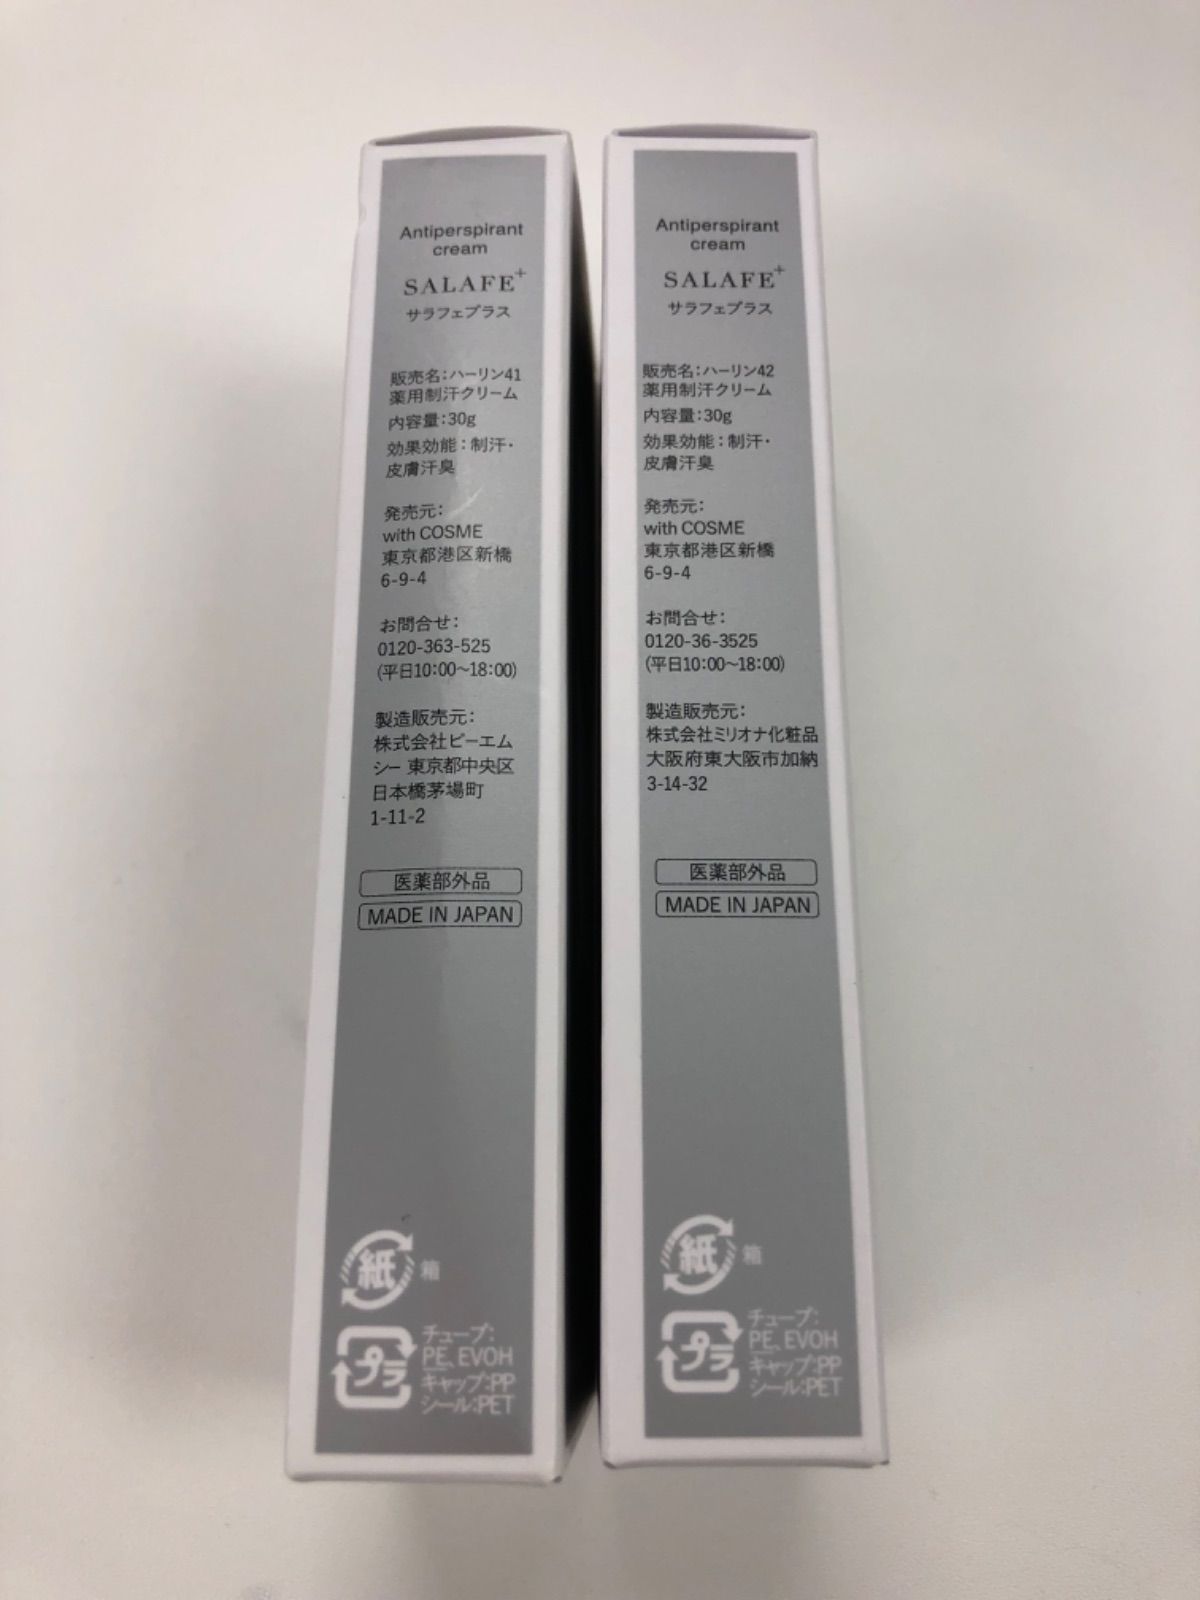 Antiperspirant
cream
SALAFE+
サラフェプラス
販売名：ハーリン41
薬用制汗クリーム
内容量：30g
効果効能：制汗・
皮膚汗臭
発売元：
with COSME
東京都港区新橋
6-9-4
お問合せ：
0120-363-525
(平日10：00〜18：00)
製造販売元：
株式会社ピーエム
シー 東京都中央区
日本橋茅場町
1-11-2
医薬部外品
MADE IN JAPAN
紙 箱
プラ
チューブ：
PE、EVOH
キャップ：PP
シール：PET
Antiperspirant
cream
SALAFE+
サラフェプラス
販売名：ハーリン42
薬用制汗クリーム
内容量：30g
効果効能：制汗・
皮膚汗臭
発売元：
with COSME
東京都港区新橋
6-9-4
お問合せ：
0120-36-3525
(平日10：00〜18：00)
製造販売元：
株式会社ミリオナ化粧品
大阪府東大阪市加納
3-14-32
医薬部外品
MADE IN JAPAN
紙 箱
プラ
チューブ：
PE、EVOH
キャップ：PP
シール：PET